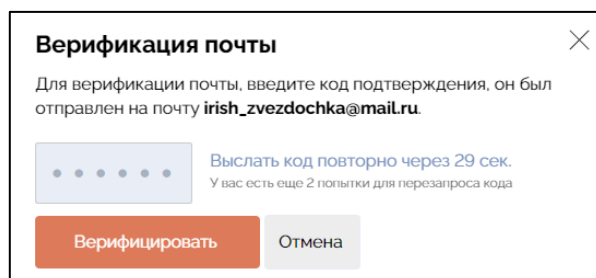 Верификация почты
Для верификации почты, введите код подтверждения, он был
отправлен на почту irish_zvezdochka@mail.ru.
Выслать код повторно через 29 сек.
У вас есть еще 2 попытки для перезапроса кода
Верифицировать
Отмена